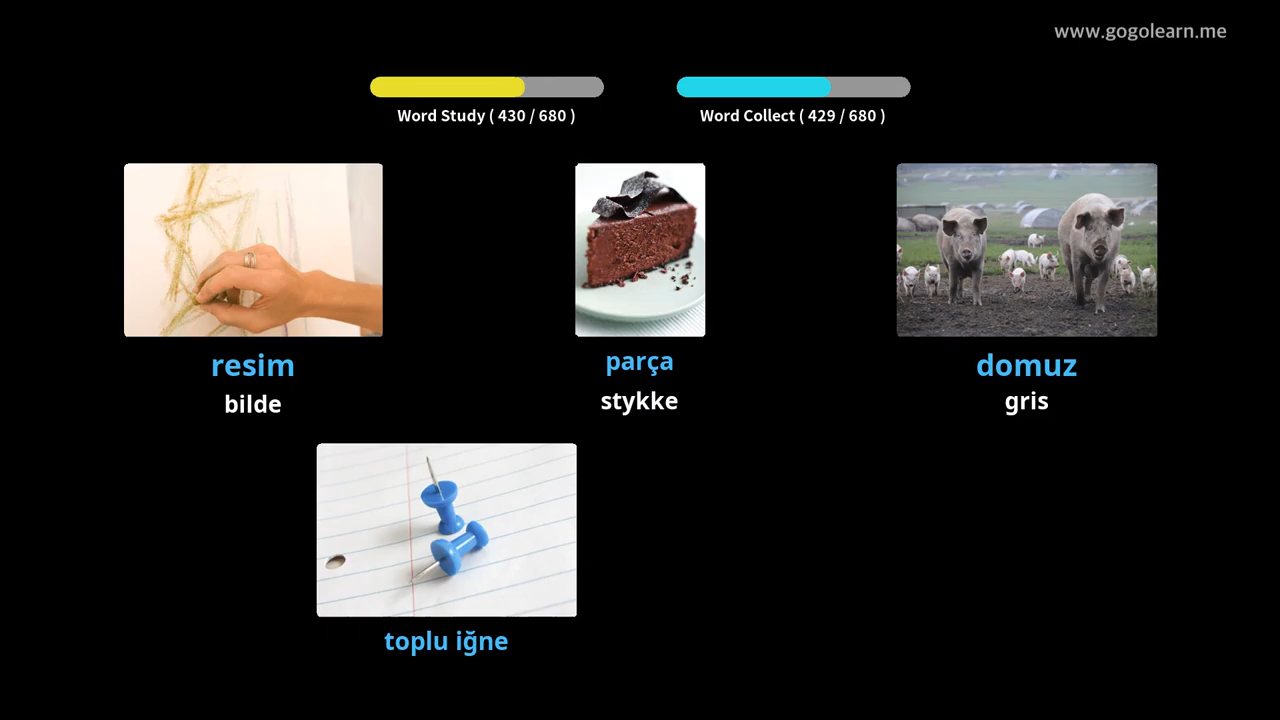 www.gogolearn.me
Word Study ( 430 / 680 )
Word Collect ( 429 / 680 )
resim
bilde
parça
stykke
domuz
gris
toplu iğne